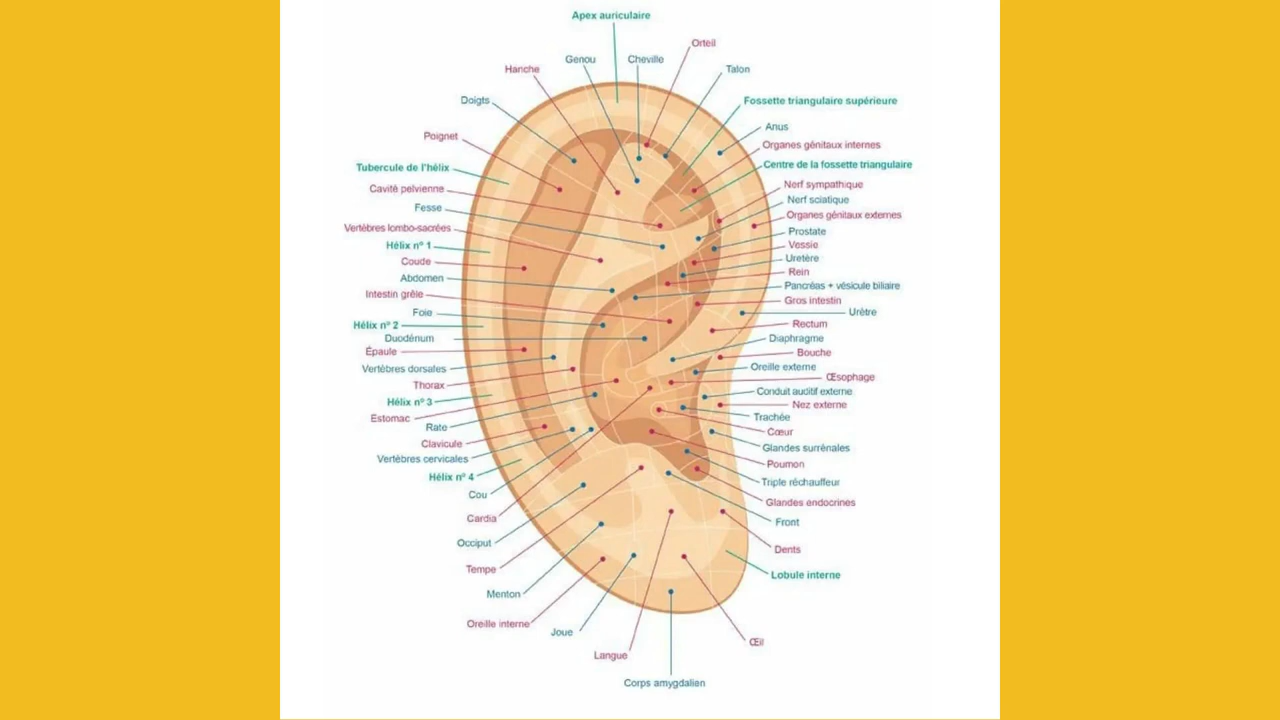 Apex auriculaire
Orteil
Genou
Cheville
Hanche
Talon
Doigts
Fossette triangulaire supérieure
Anus
Poignet
Organes génitaux internes
Tubercule de l'hélix
Centre de la fossette triangulaire
Cavité pelvienne
Nerf sympathique
Fesse
Nerf sciatique
Organes génitaux externes
Vertèbres lombo-sacrées
Prostate
Hélix nº 1
Vessie
Coude
Uretère
Abdomen
Rein
Intestin grêle
Pancréas + vésicule biliaire
Gros intestin
Foie
Urètre
Hélix nº 2
Rectum
Duodénum
Diaphragme
Épaule
Bouche
Vertèbres dorsales
Oreille externe
Thorax
Œsophage
Hélix nº 3
Conduit auditif externe
Estomac
Nez externe
Rate
Trachée
Clavicule
Cœur
Vertèbres cervicales
Glandes surrénales
Hélix nº 4
Poumon
Cou
Triple réchauffeur
Cardia
Glandes endocrines
Occiput
Front
Tempe
Dents
Menton
Lobule interne
Oreille interne
Joue
Œil
Langue
Corps amygdalien